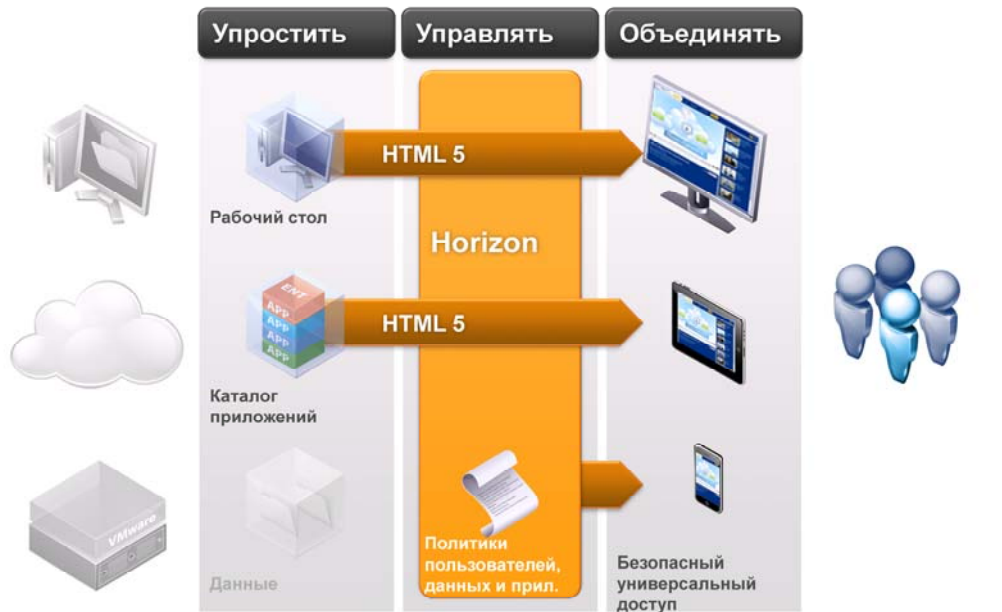 Упростить
Управлять
Объединять
HTML 5
Рабочий стол
Horizon
ENT
APP
APP
APP
HTML 5
Каталог
приложений
VMware
Данные
Политики
пользователей,
данных и прил.
Безопасный
универсальный
доступ